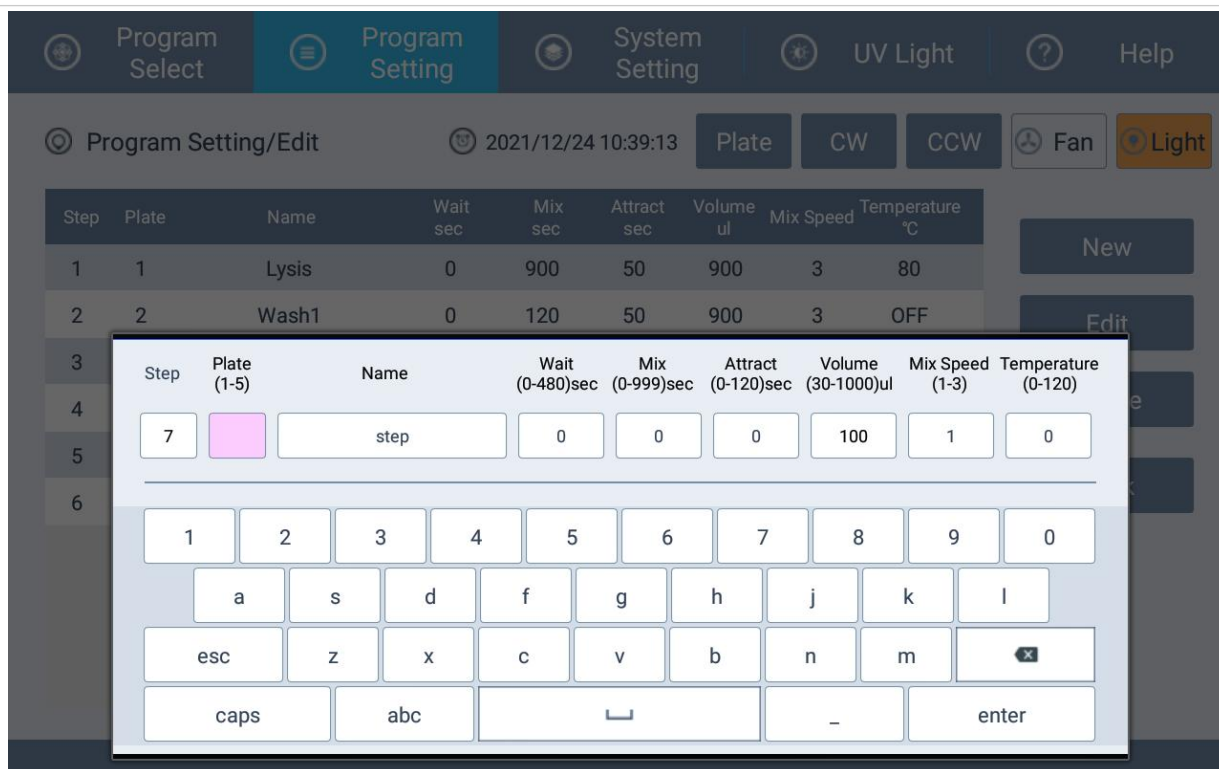 Program Select
Program Setting
System Setting
UV Light
Help
Program Setting/Edit 2021/12/24 10:39:13 Plate CW CCW Fan Light
Step Plate Name Wait sec Mix sec Attract sec Volume ul Mix Speed Temperature ℃
New
1 1 Lysis 0 900 50 900 3 80
2 2 Wash1 0 120 50 900 3 OFF
Edit
3
4
5
6
Step Plate (1-5) Name Wait (0-480)sec Mix (0-999)sec Attract (0-120)sec Volume (30-1000)ul Mix Speed (1-3) Temperature (0-120)
7 step 0 0 0 100 1 0
1 2 3 4 5 6 7 8 9 0
a s d f g h j k l
esc z x c v b n m
caps abc _ enter